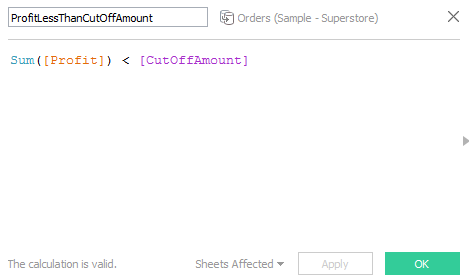 ProfitLessThanCutOffAmount
Orders (Sample - Superstore)
Sum([Profit]) < [CutOffAmount]
The calculation is valid.
Sheets Affected
Apply
OK